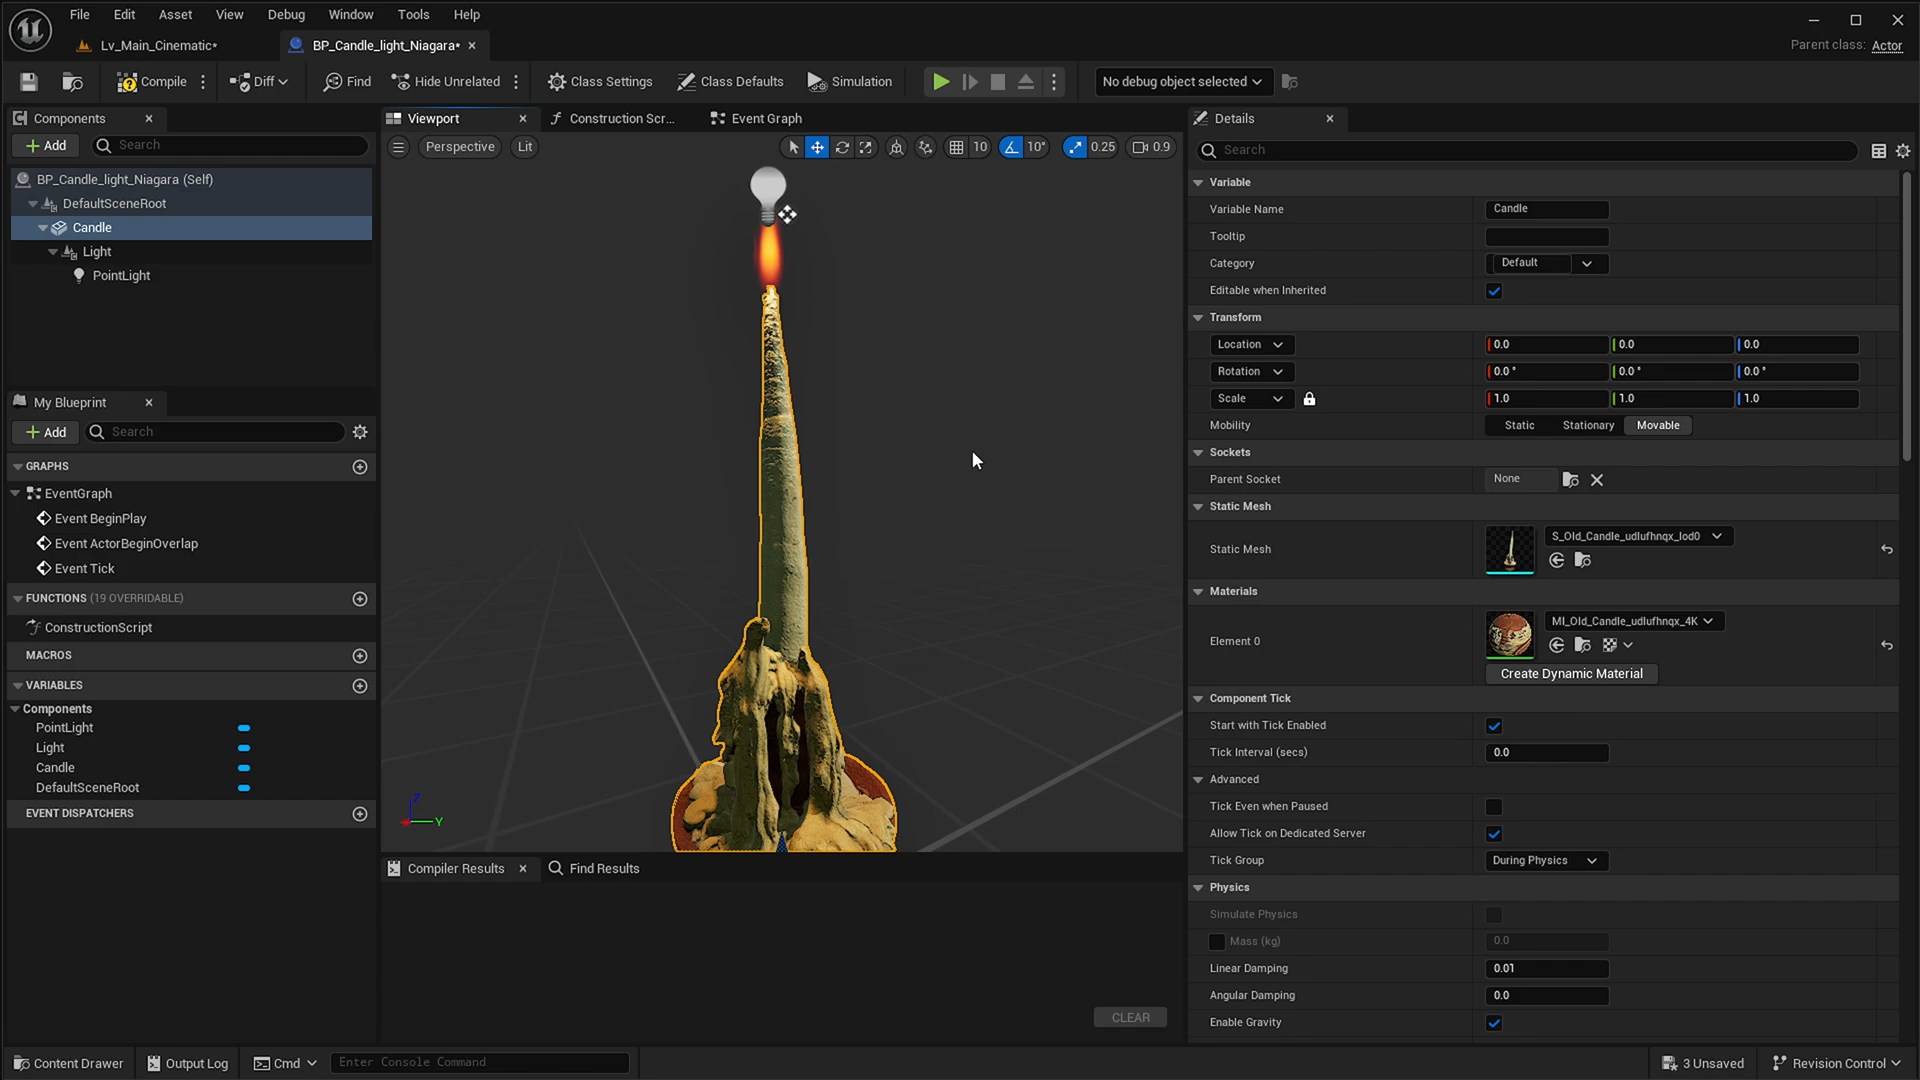 File Edit Asset View Debug Window Tools Help
Lv_Main_Cinematic*
BP_Candle_light_Niagara*
Parent class: Actor
Compile
Diff
Find
Hide Unrelated
Class Settings
Class Defaults
Simulation
No debug object selected
Components
Add
Search
BP_Candle_light_Niagara (Self)
DefaultSceneRoot
Candle
Light
PointLight
My Blueprint
Add
Search
GRAPHS
EventGraph
Event BeginPlay
Event ActorBeginOverlap
Event Tick
FUNCTIONS (19 OVERRIDABLE)
ConstructionScript
MACROS
VARIABLES
Components
PointLight
Light
Candle
DefaultSceneRoot
EVENT DISPATCHERS
Viewport
Construction Scr...
Event Graph
Perspective
Lit
10
10°
0.25
0.9
Z
Y
Compiler Results
Find Results
CLEAR
Details
Search
Variable
Variable Name Candle
Tooltip
Category Default
Editable when Inherited
Transform
Location 0.0 0.0 0.0
Rotation 0.0 ° 0.0 ° 0.0 °
Scale 1.0 1.0 1.0
Mobility Static Stationary Movable
Sockets
Parent Socket None
Static Mesh
Static Mesh S_Old_Candle_udlufhnqx_lod0
Materials
Element 0 MI_Old_Candle_udlufhnqx_4K
Create Dynamic Material
Component Tick
Start with Tick Enabled
Tick Interval (secs) 0.0
Advanced
Tick Even when Paused
Allow Tick on Dedicated Server
Tick Group During Physics
Physics
Simulate Physics
Mass (kg) 0.0
Linear Damping 0.01
Angular Damping 0.0
Enable Gravity
Content Drawer
Output Log
Cmd
Enter Console Command
3 Unsaved
Revision Control